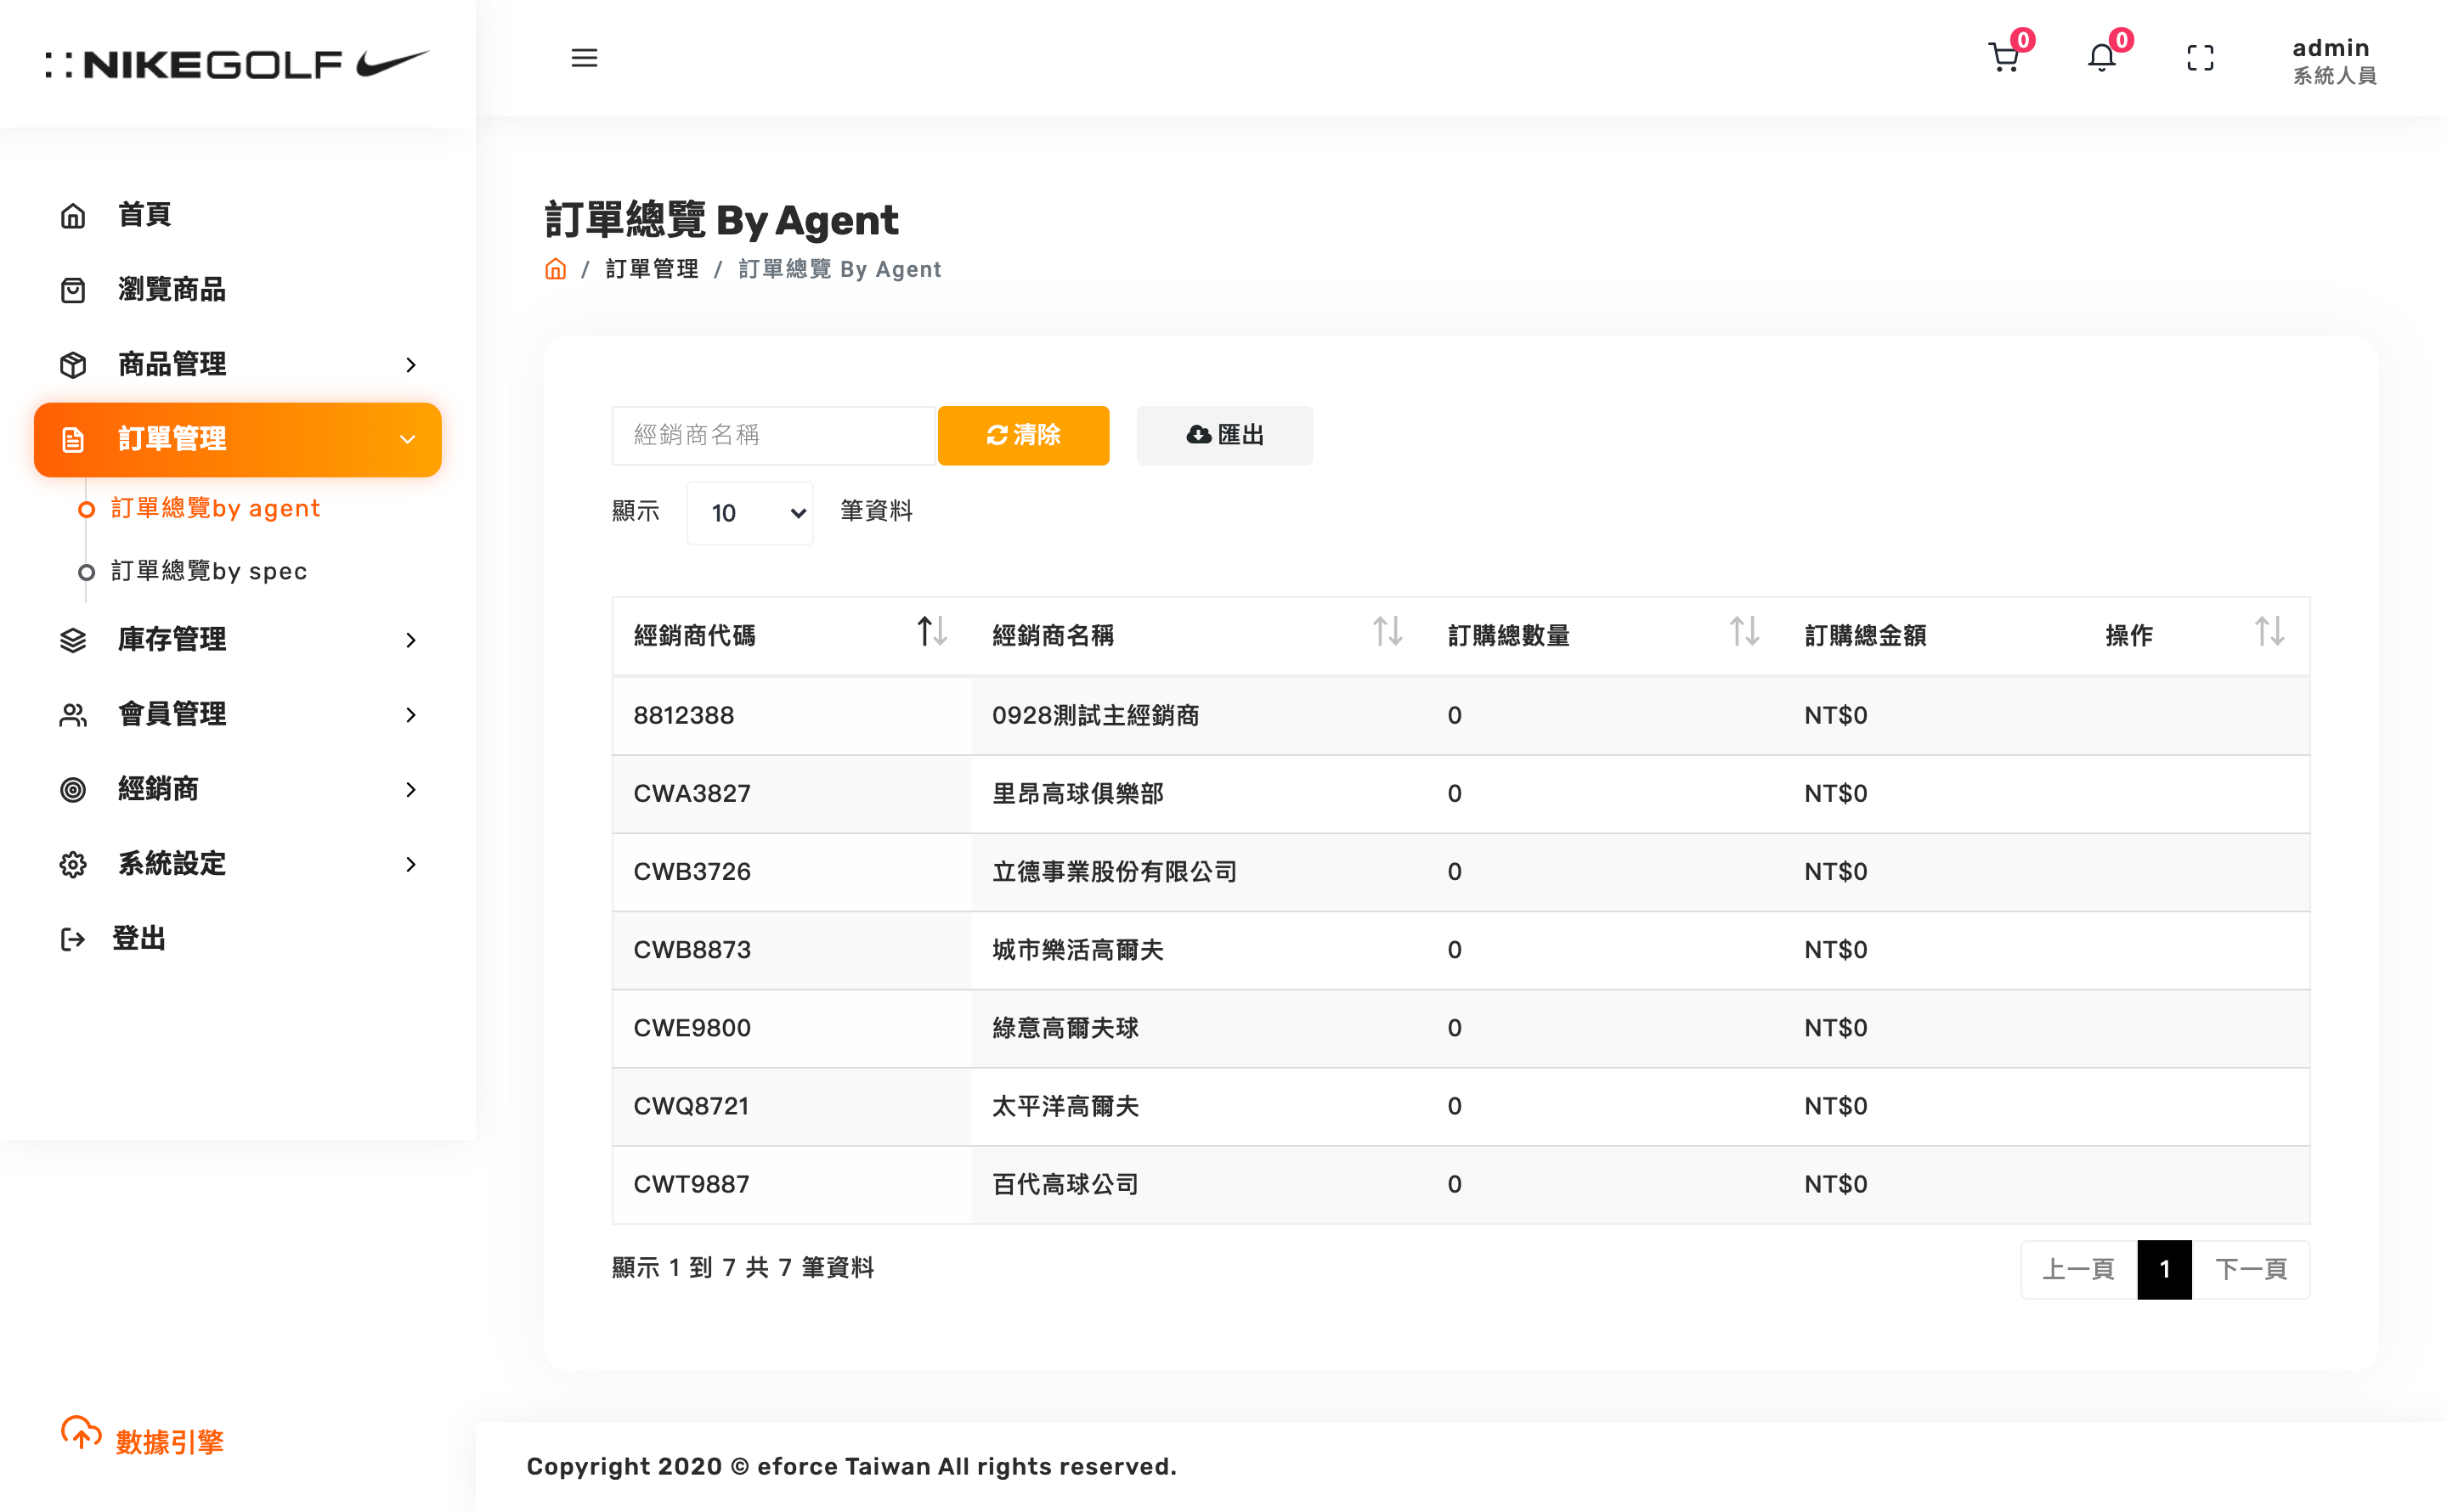 NIKEGOLF
0
0
admin
系統人員
首頁
瀏覽商品
商品管理
訂單管理
訂單總覽by agent
訂單總覽by spec
庫存管理
會員管理
經銷商
系統設定
登出
數據引擎
訂單總覽 By Agent
/ 訂單管理 / 訂單總覽 By Agent
經銷商名稱 清除 匯出
顯示 10 筆資料
經銷商代碼 經銷商名稱 訂購總數量 訂購總金額 操作
8812388 0928測試主經銷商 0 NT$0
CWA3827 里昂高球俱樂部 0 NT$0
CWB3726 立德事業股份有限公司 0 NT$0
CWB8873 城市樂活高爾夫 0 NT$0
CWE9800 綠意高爾夫球 0 NT$0
CWQ8721 太平洋高爾夫 0 NT$0
CWT9887 百代高球公司 0 NT$0
顯示 1 到 7 共 7 筆資料
上一頁 1 下一頁
Copyright 2020 © eforce Taiwan All rights reserved.